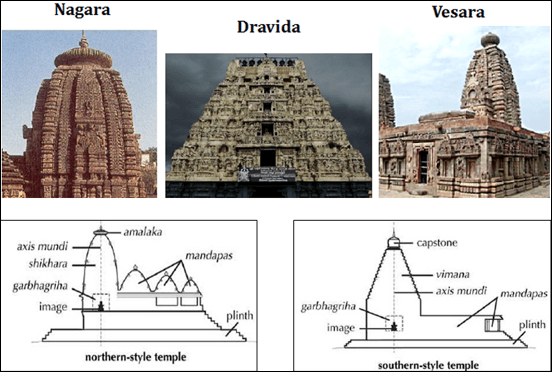 Nagara
Dravida
Vesara
amalaka
axis mundi
shikhara
garbhagriha
image
mandapas
plinth
northern-style temple
capstone
vimana
axis mundi
garbhagriha
image
mandapas
plinth
southern-style temple